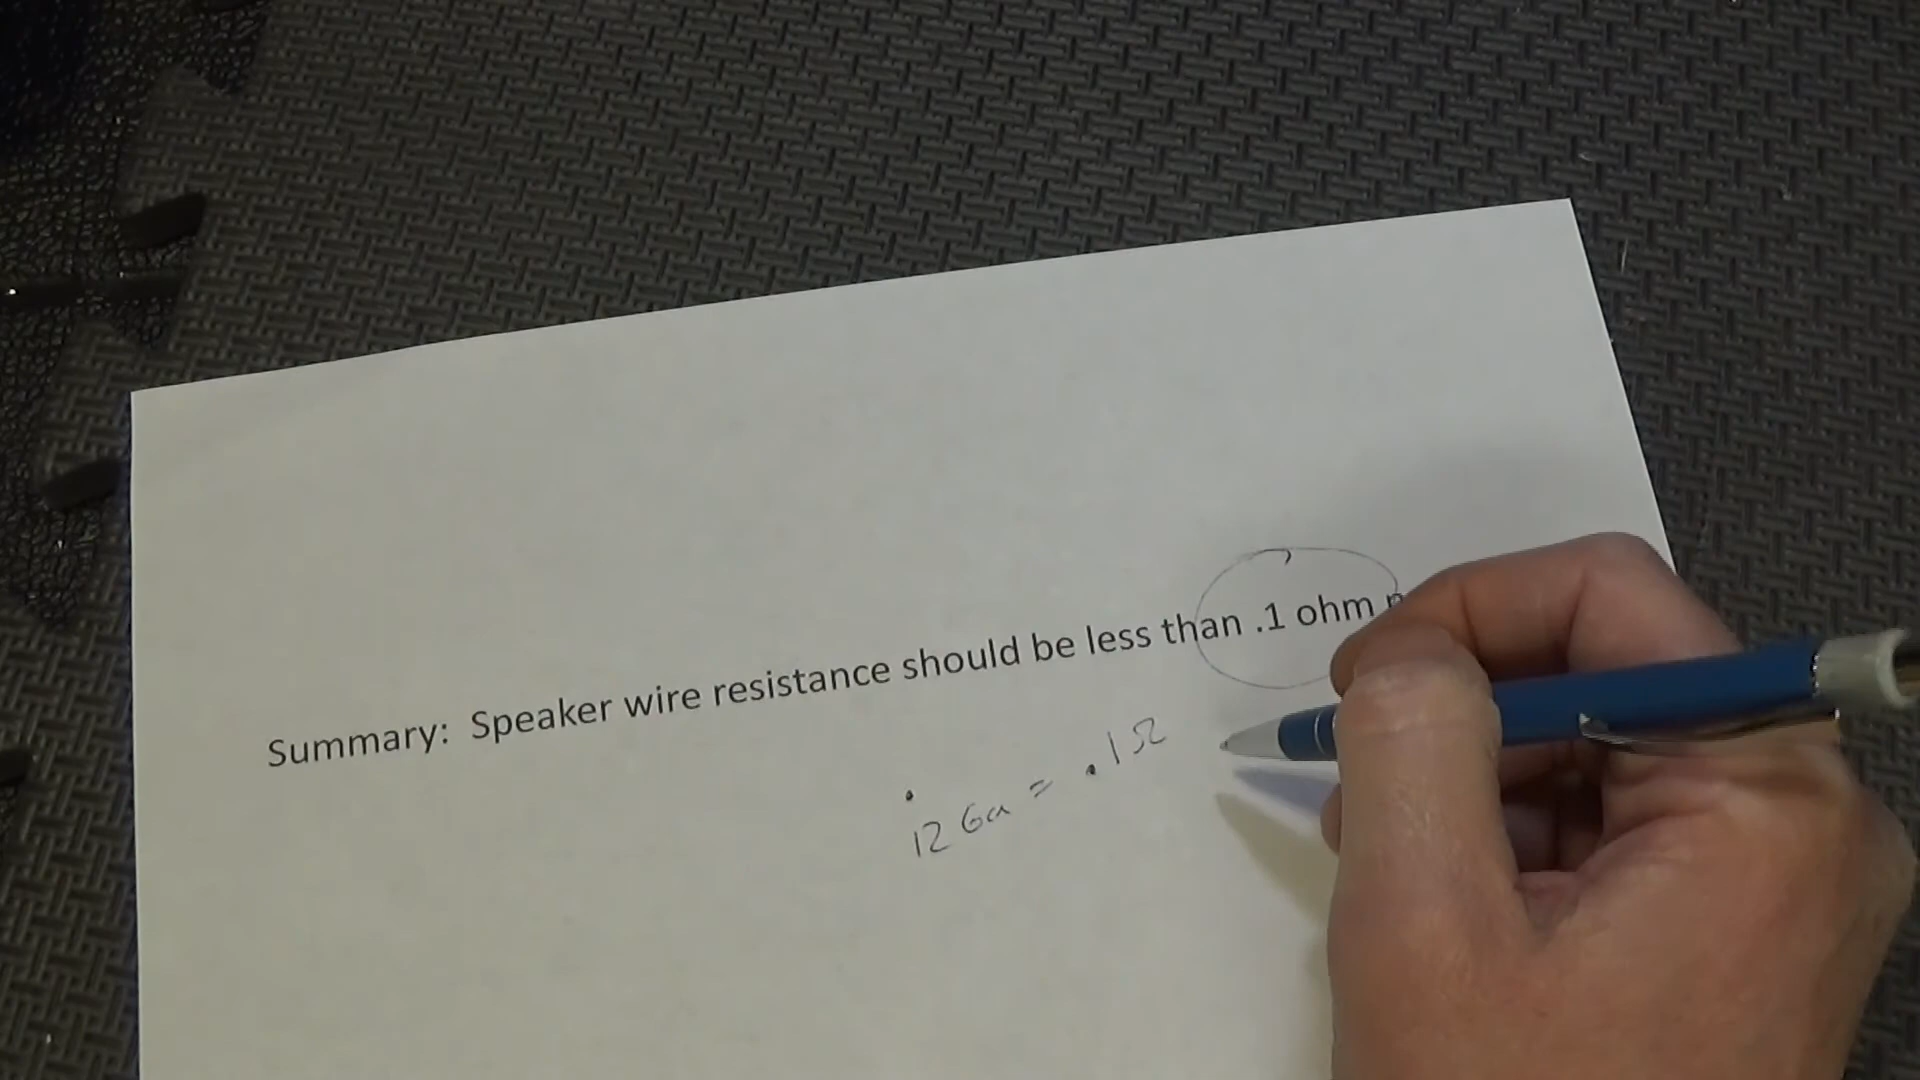 Summary: Speaker wire resistance should be less than .1 ohm
12 Ga = .1Ω